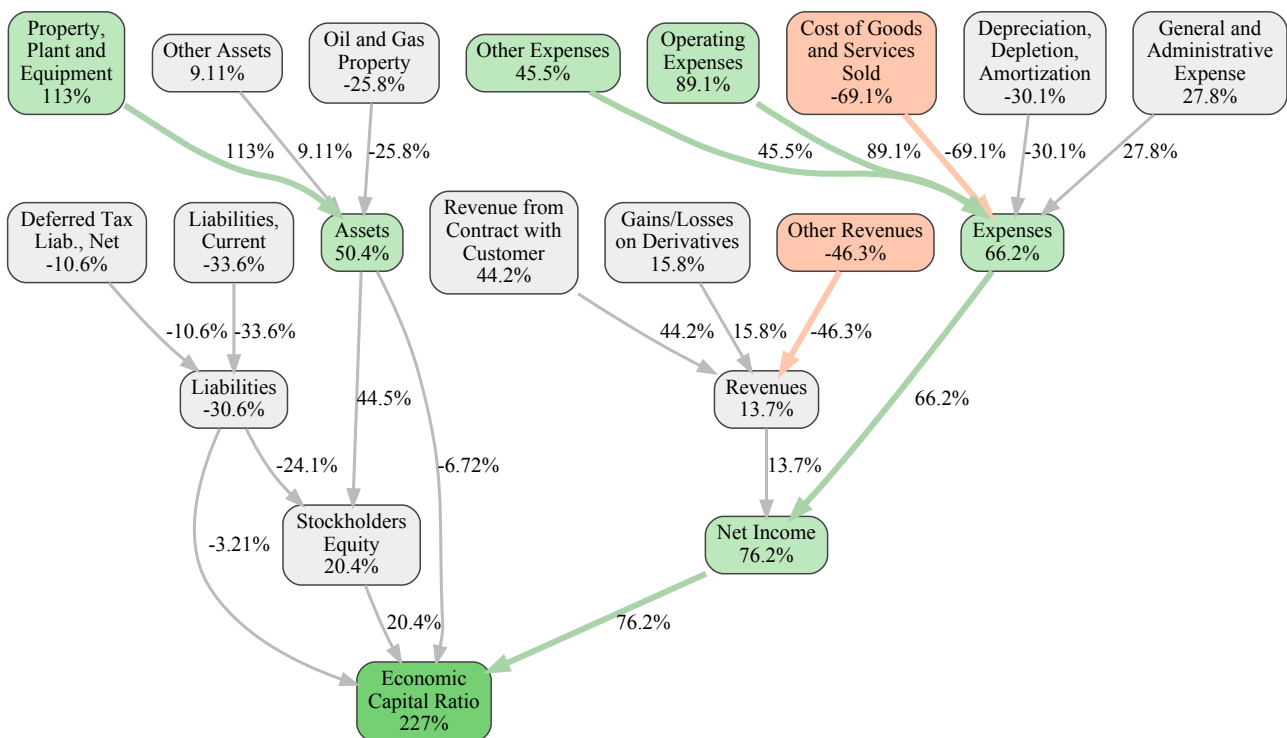 Property,
Plant and
Equipment
113%
Other Assets
9.11%
Oil and Gas
Property
-25.8%
Other Expenses
45.5%
Operating
Expenses
89.1%
Cost of Goods
and Services
Sold
-69.1%
Depreciation,
Depletion,
Amortization
-30.1%
General and
Administrative
Expense
27.8%
113%
9.11%
-25.8%
45.5%
89.1%
-69.1%
-30.1%
27.8%
Deferred Tax
Liab., Net
-10.6%
Liabilities,
Current
-33.6%
Assets
50.4%
Revenue from
Contract with
Customer
44.2%
Gains/Losses
on Derivatives
15.8%
Other Revenues
-46.3%
Expenses
66.2%
-10.6%
-33.6%
44.2%
15.8%
-46.3%
Liabilities
-30.6%
44.5%
Revenues
13.7%
66.2%
-24.1%
-6.72%
13.7%
-3.21%
Stockholders
Equity
20.4%
Net Income
76.2%
20.4%
76.2%
Economic
Capital Ratio
227%